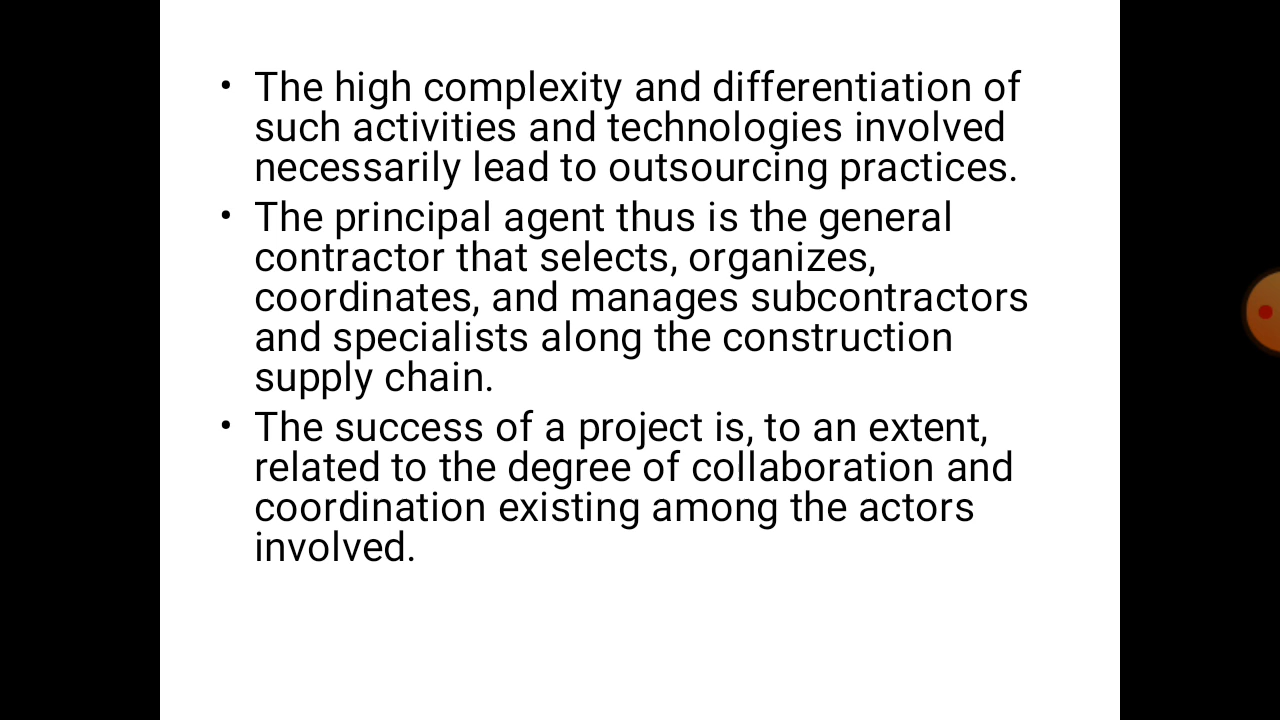 • The high complexity and differentiation of
such activities and technologies involved
necessarily lead to outsourcing practices.
• The principal agent thus is the general
contractor that selects, organizes,
coordinates, and manages subcontractors
and specialists along the construction
supply chain.
• The success of a project is, to an extent,
related to the degree of collaboration and
coordination existing among the actors
involved.